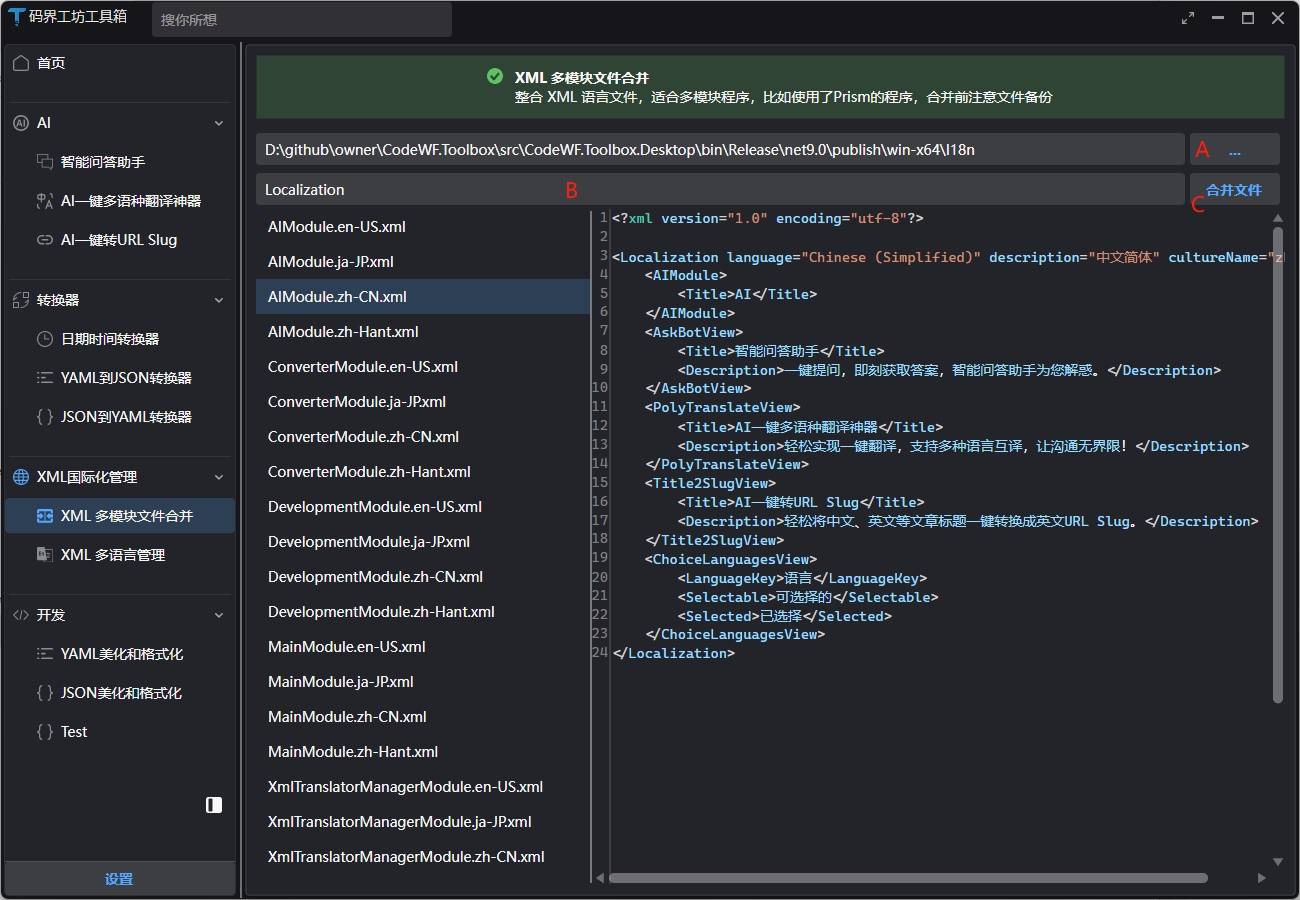 码界工坊工具箱
搜你所想
首页
AI
智能问答助手
AI一键多语种翻译神器
AI一键转URL Slug
转换器
日期时间转换器
YAML到JSON转换器
JSON到YAML转换器
XML国际化管理
XML 多模块文件合并
XML 多语言管理
开发
YAML美化和格式化
JSON美化和格式化
Test
设置
XML 多模块文件合并
整合 XML 语言文件，适合多模块程序，比如使用了Prism的程序，合并前注意文件备份
D:\github\owner\CodeWF.Toolbox\src\CodeWF.Toolbox.Desktop\bin\Release\net9.0\publish\win-x64\I18n
A ...
Localization
B
合并文件
C
AIModule.en-US.xml
AIModule.ja-JP.xml
AIModule.zh-CN.xml
AIModule.zh-Hant.xml
ConverterModule.en-US.xml
ConverterModule.ja-JP.xml
ConverterModule.zh-CN.xml
ConverterModule.zh-Hant.xml
DevelopmentModule.en-US.xml
DevelopmentModule.ja-JP.xml
DevelopmentModule.zh-CN.xml
DevelopmentModule.zh-Hant.xml
MainModule.en-US.xml
MainModule.ja-JP.xml
MainModule.zh-CN.xml
MainModule.zh-Hant.xml
XmlTranslatorManagerModule.en-US.xml
XmlTranslatorManagerModule.ja-JP.xml
XmlTranslatorManagerModule.zh-CN.xml
1 <?xml version="1.0" encoding="utf-8"?>
2
3 <Localization language="Chinese (Simplified)" description="中文简体" cultureName="z
4 <AIModule>
5 <Title>AI</Title>
6 </AIModule>
7 <AskBotView>
8 <Title>智能问答助手</Title>
9 <Description>一键提问，即刻获取答案，智能问答助手为您解惑。</Description>
10 </AskBotView>
11 <PolyTranslateView>
12 <Title>AI一键多语种翻译神器</Title>
13 <Description>轻松实现一键翻译，支持多种语言互译，让沟通无界限！</Description>
14 </PolyTranslateView>
15 <Title2SlugView>
16 <Title>AI一键转URL Slug</Title>
17 <Description>轻松将中文、英文等文章标题一键转换成英文URL Slug。</Description>
18 </Title2SlugView>
19 <ChoiceLanguagesView>
20 <LanguageKey>语言</LanguageKey>
21 <Selectable>可选择的</Selectable>
22 <Selected>已选择</Selected>
23 </ChoiceLanguagesView>
24 </Localization>